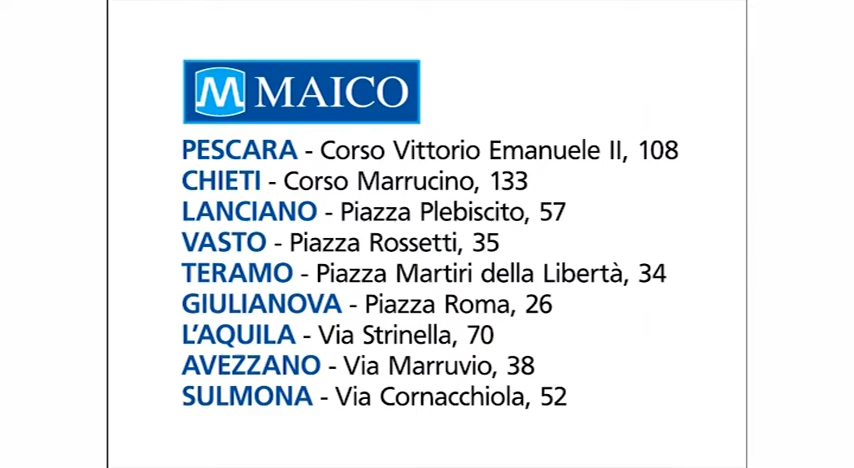 MAICO
PESCARA - Corso Vittorio Emanuele II, 108
CHIETI - Corso Marrucino, 133
LANCIANO - Piazza Plebiscito, 57
VASTO - Piazza Rossetti, 35
TERAMO - Piazza Martiri della Libertà, 34
GIULIANOVA - Piazza Roma, 26
L'AQUILA - Via Strinella, 70
AVEZZANO - Via Marruvio, 38
SULMONA - Via Cornacchiola, 52